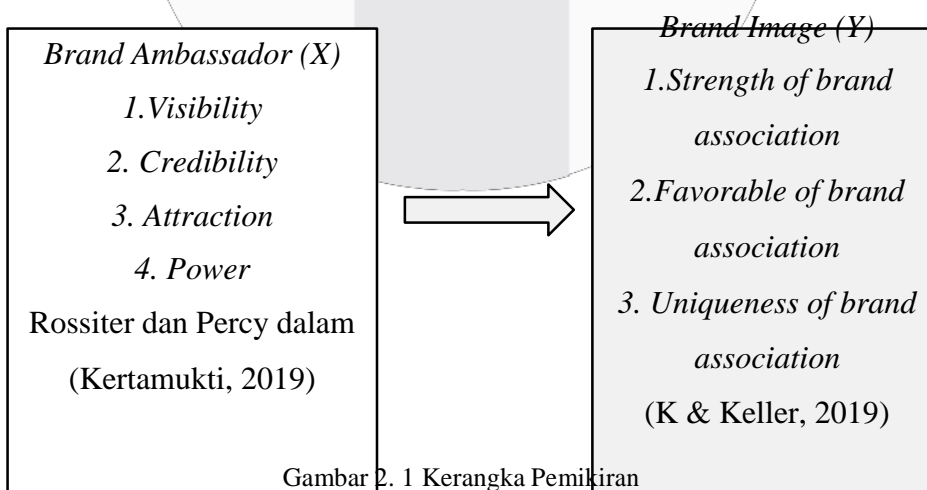 Brand Ambassador (X)
1.Visibility
2. Credibility
3. Attraction
4. Power
Rossiter dan Percy dalam
(Kertamukti, 2019)
Brand Image (Y)
1.Strength of brand
association
2.Favorable of brand
association
3. Uniqueness of brand
association
(K & Keller, 2019)
Gambar 2. 1 Kerangka Pemikiran